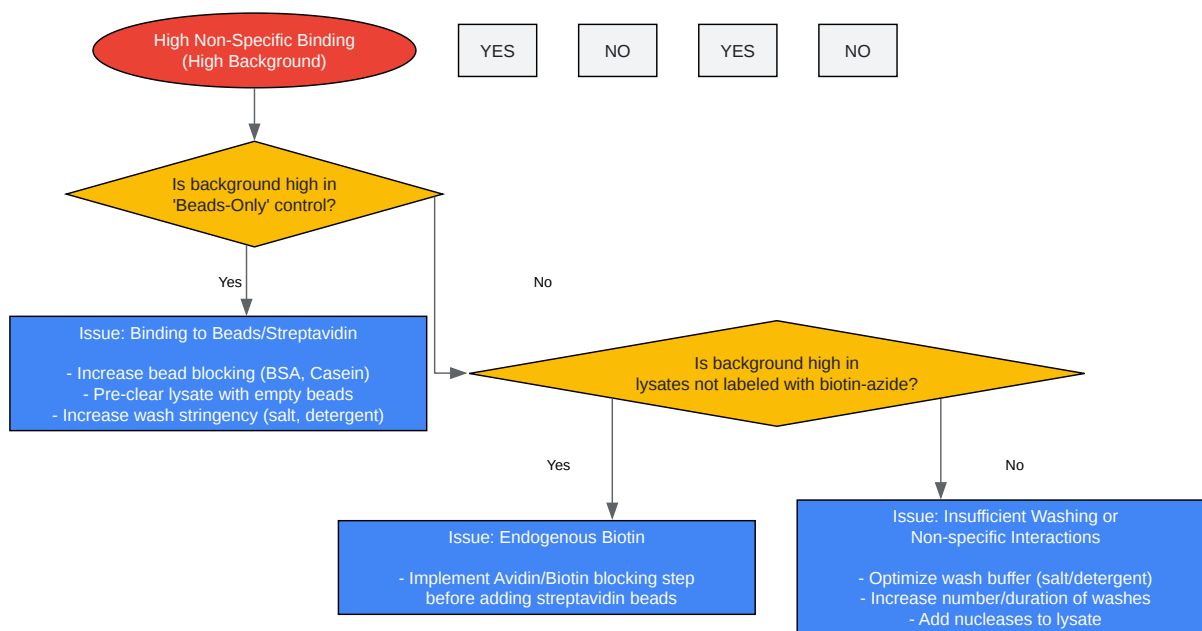 High Non-Specific Binding
(High Background)
YES
NO
YES
NO
Is background high in
'Beads-Only' control?
Yes
No
Issue: Binding to Beads/Streptavidin
- Increase bead blocking (BSA, Casein)
- Pre-clear lysate with empty beads
- Increase wash stringency (salt, detergent)
Is background high in
lysates not labeled with biotin-azide?
Yes
No
Issue: Endogenous Biotin
- Implement Avidin/Biotin blocking step
before adding streptavidin beads
Issue: Insufficient Washing or
Non-specific Interactions
- Optimize wash buffer (salt/detergent)
- Increase number/duration of washes
- Add nucleases to lysate